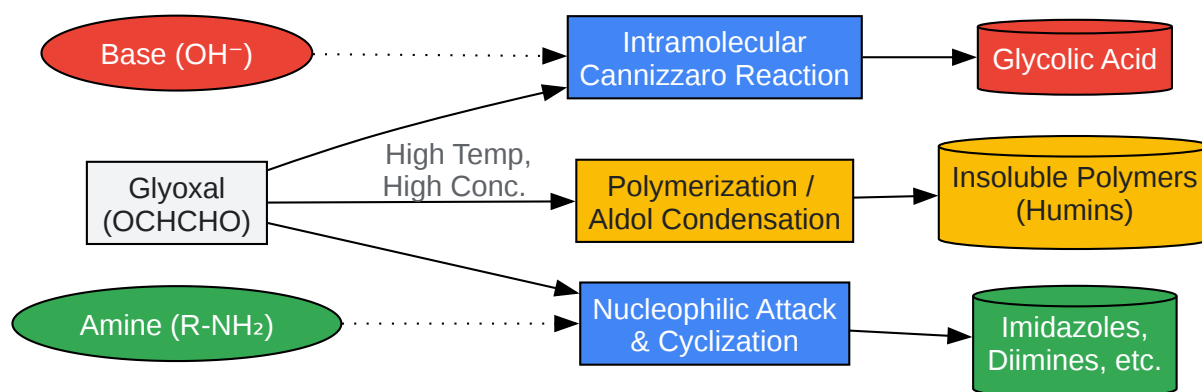 Base (OH⁻)
Intramolecular
Cannizzaro Reaction
Glycolic Acid
Glyoxal
(OCHCHO)
High Temp,
High Conc.
Polymerization /
Aldol Condensation
Insoluble Polymers
(Humins)
Amine (R-NH₂)
Nucleophilic Attack
& Cyclization
Imidazoles,
Diimines, etc.